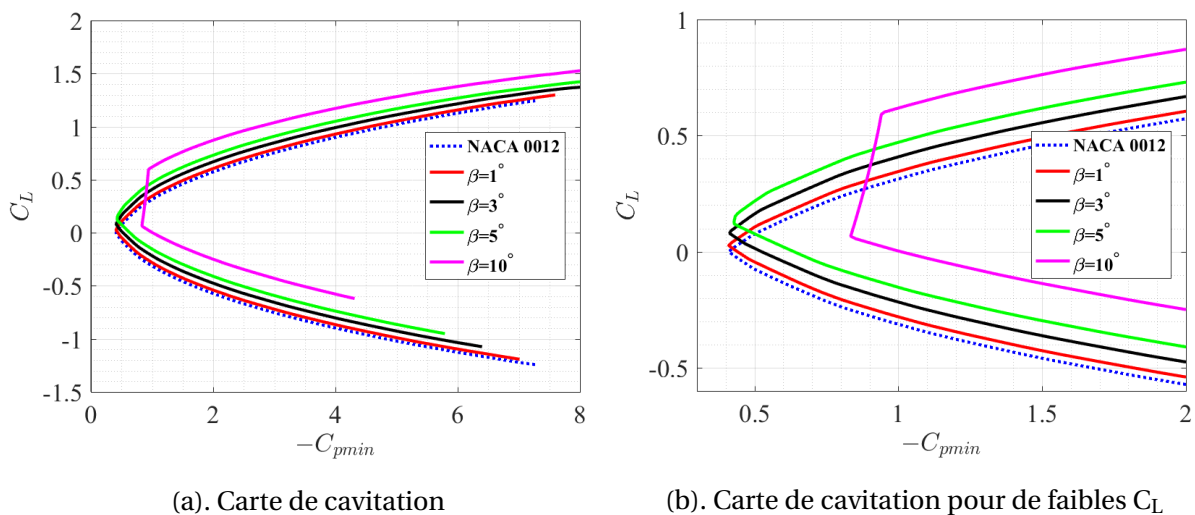 2
1.5
1
0.5
0
-0.5
-1
-1.5
C_L
0 2 4 6 8
-C_pmin
NACA 0012
β=1°
β=3°
β=5°
β=10°
(a). Carte de cavitation
1
0.5
0
-0.5
C_L
0.5 1 1.5 2
-C_pmin
NACA 0012
β=1°
β=3°
β=5°
β=10°
(b). Carte de cavitation pour de faibles C_L